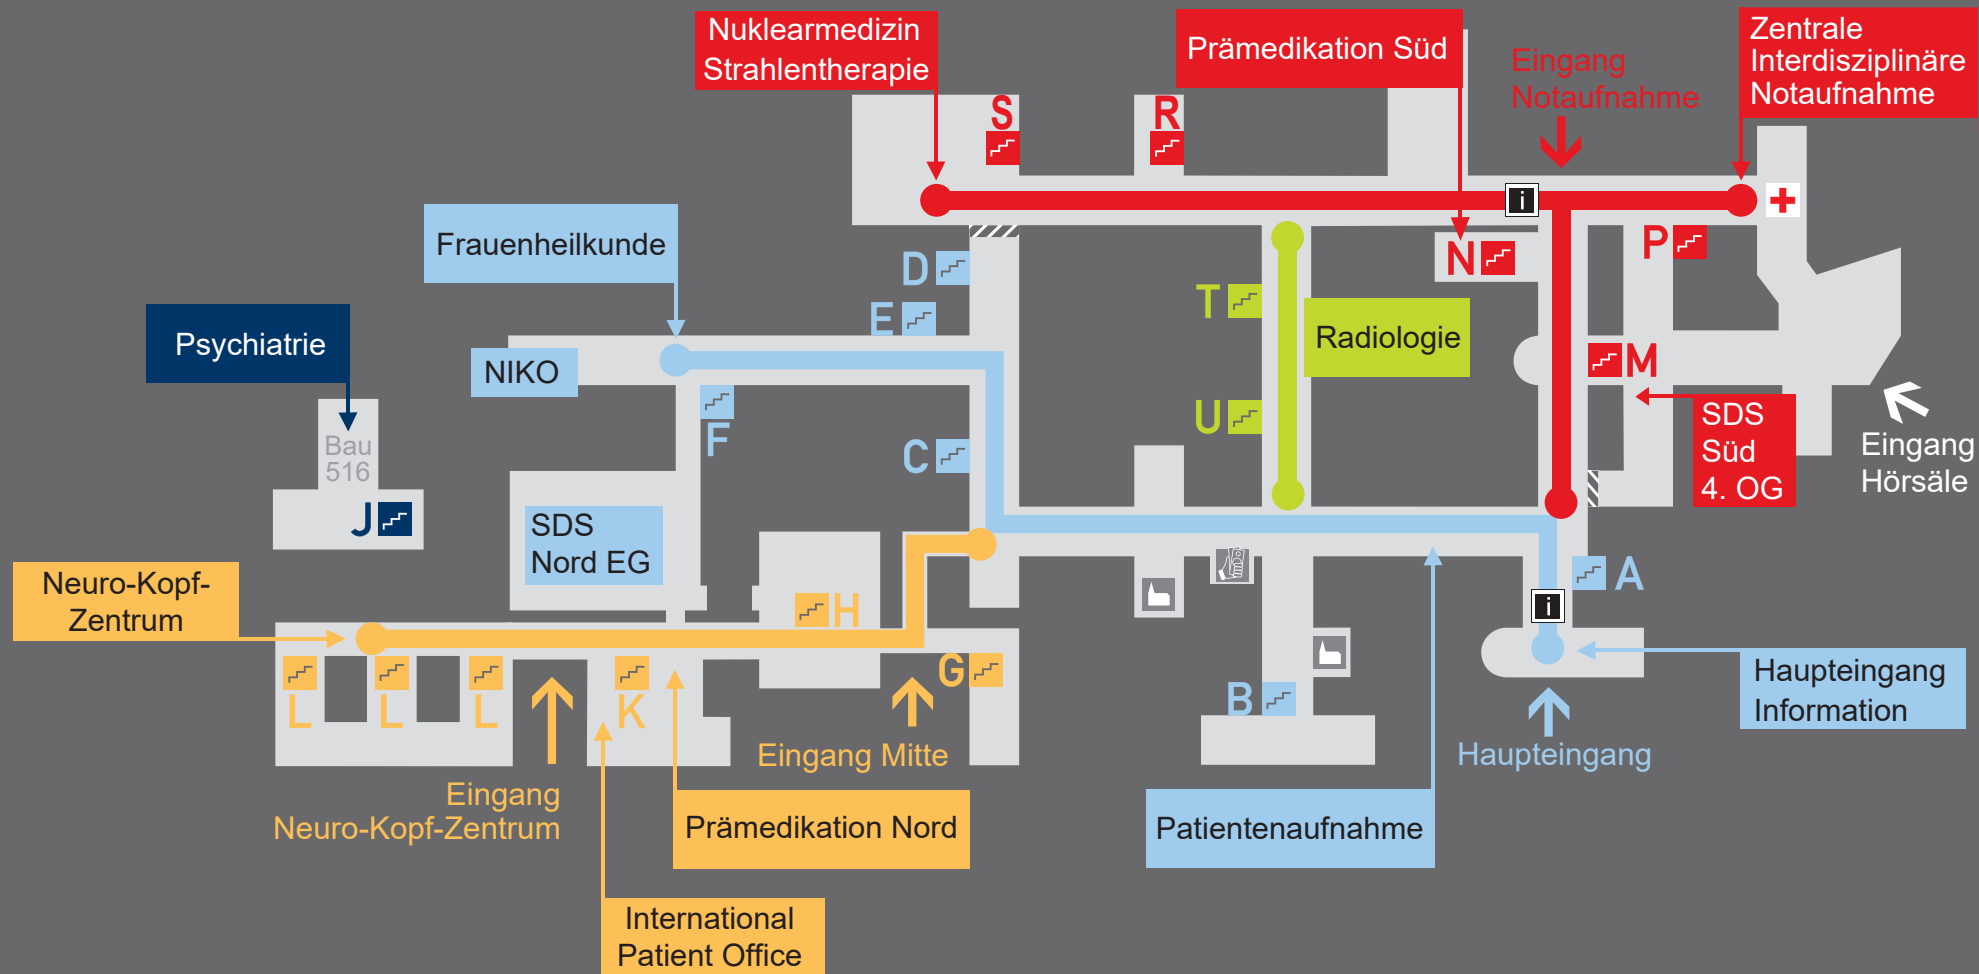 Nuklearmedizin
Strahlentherapie
Prämedikation Süd
Eingang
Notaufnahme
Zentrale
Interdisziplinäre
Notaufnahme
S
R
i
Frauenheilkunde
D
E
N
P
T
Radiologie
Psychiatrie
NIKO
M
F
C
U
Bau
516
SDS
Süd
4. OG
Eingang
Hörsäle
J
SDS
Nord EG
Neuro-Kopf-
Zentrum
H
A
i
G
L
L
L
K
B
Haupteingang
Information
Eingang Mitte
Haupteingang
Eingang
Neuro-Kopf-Zentrum
Prämedikation Nord
Patientenaufnahme
International
Patient Office